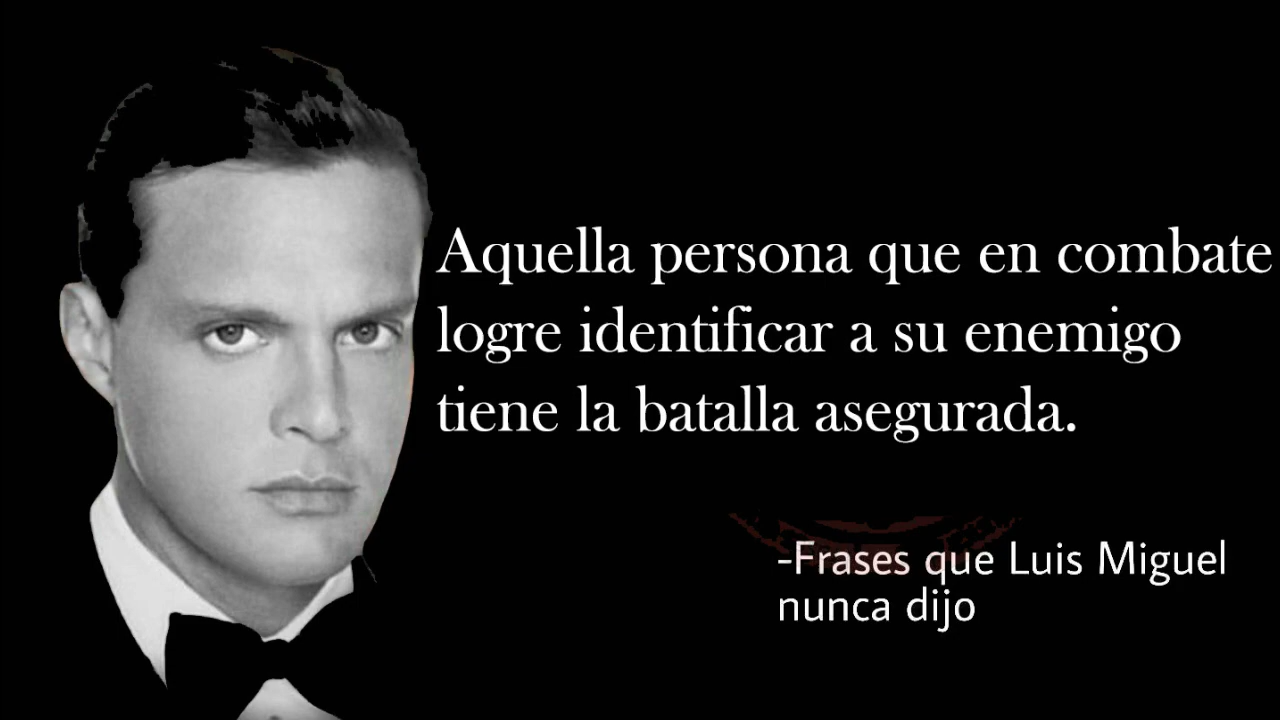 Aquella persona que en combate
logre identificar a su enemigo
tiene la batalla asegurada.
-Frases que Luis Miguel
nunca dijo